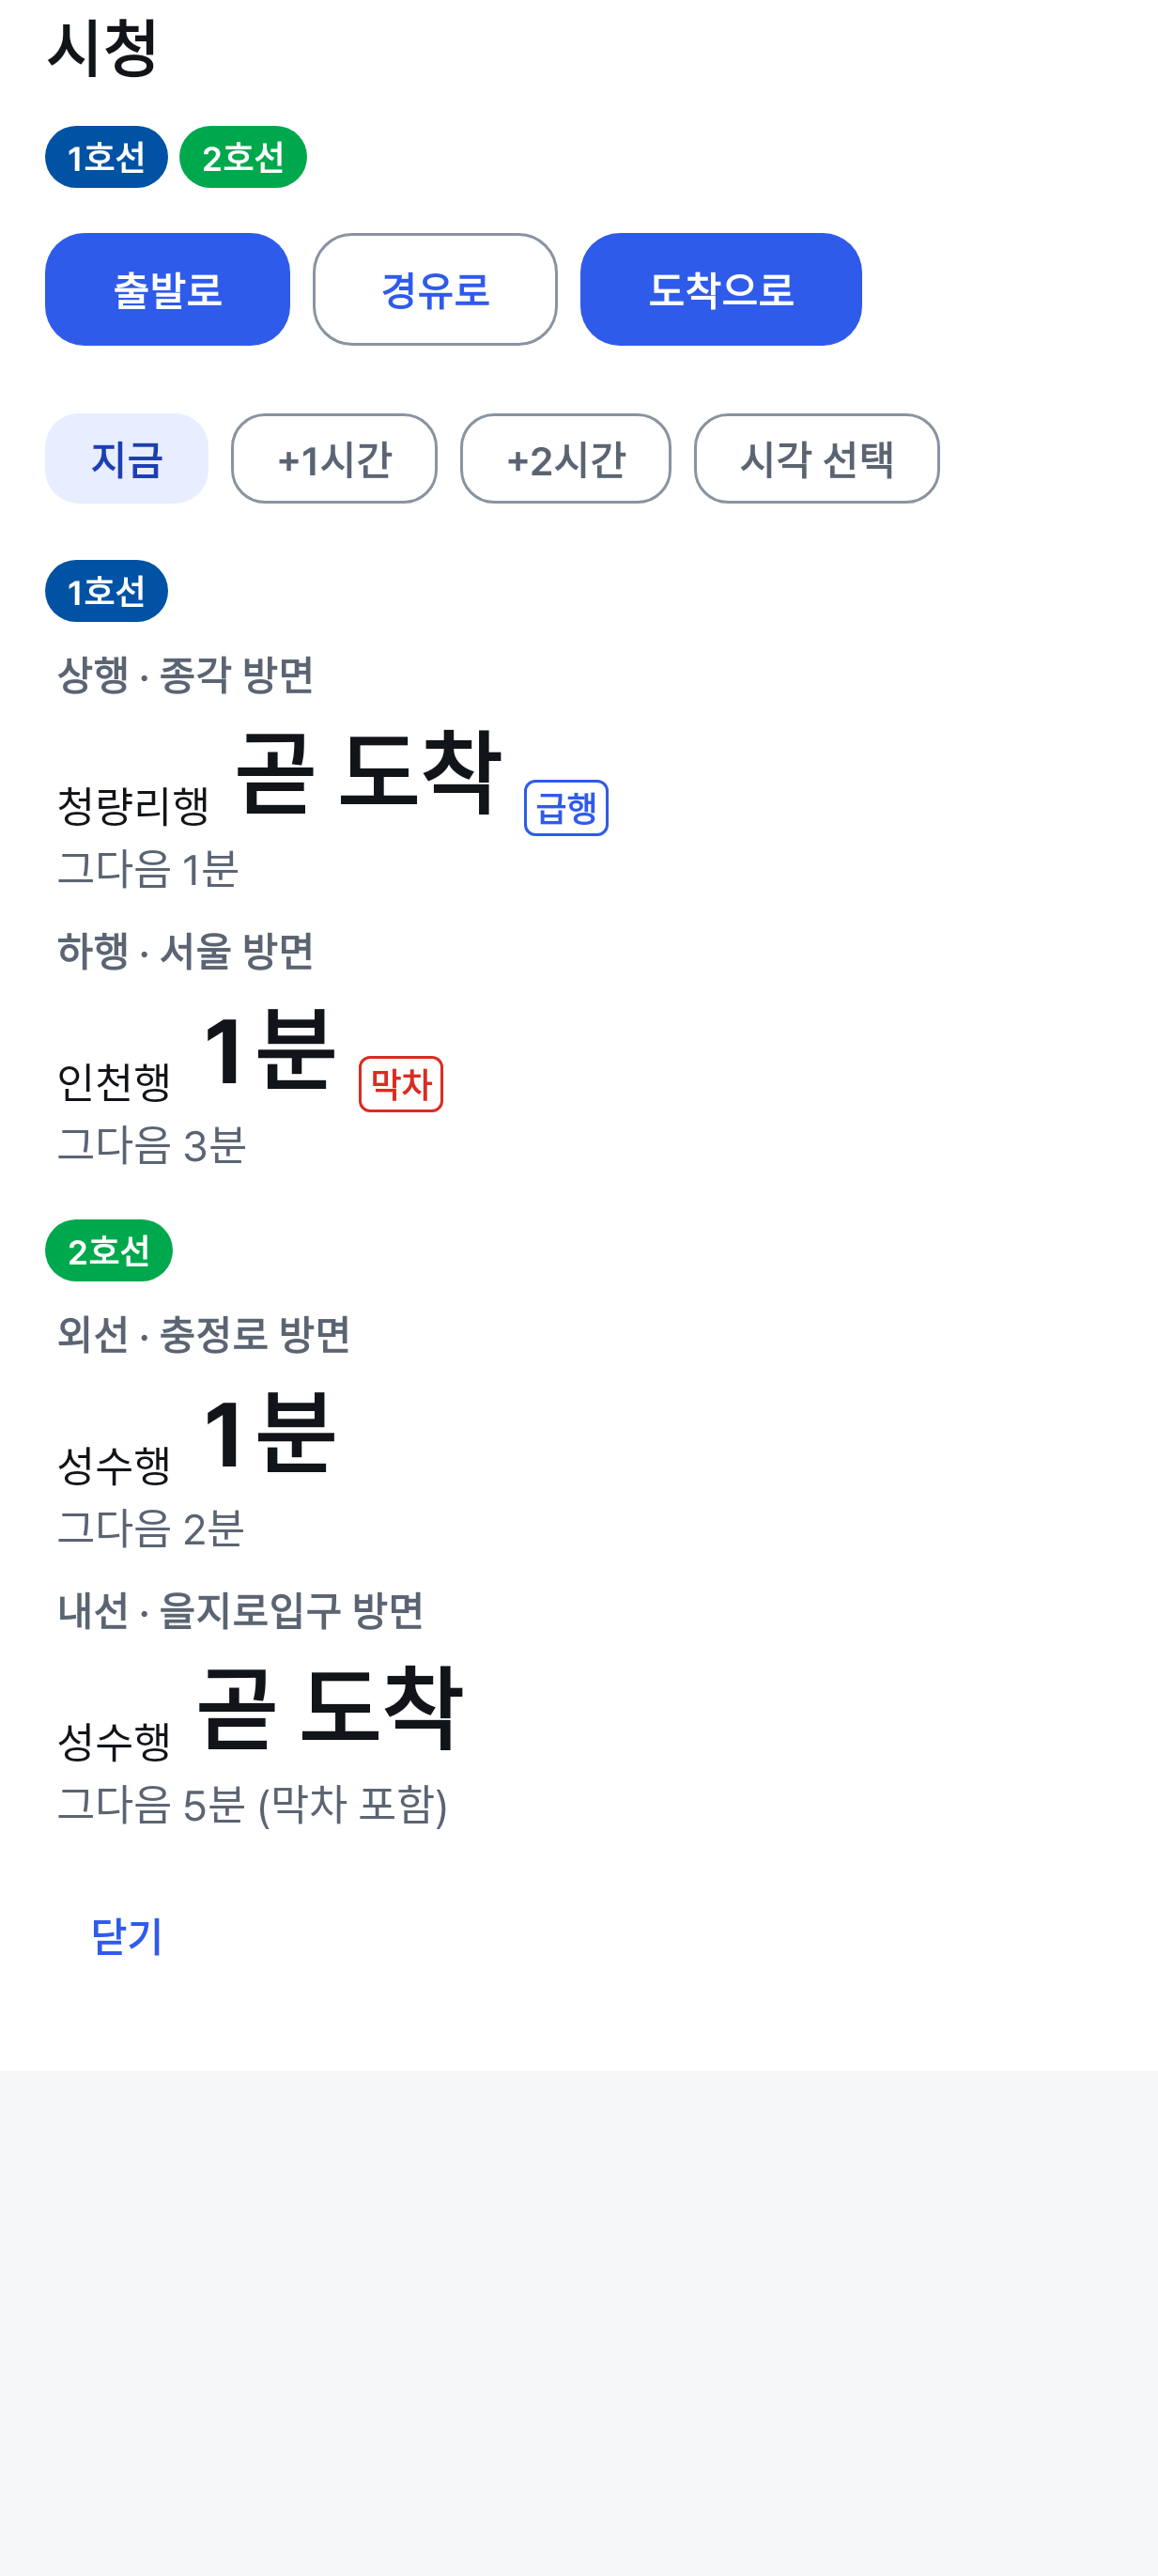 시청
1호선 2호선
출발로 경유로 도착으로
지금 +1시간 +2시간 시각 선택
1호선
상행 · 종각 방면
청량리행 곧 도착 급행
그다음 1분
하행 · 서울 방면
인천행 1분 막차
그다음 3분
2호선
외선 · 충정로 방면
성수행 1분
그다음 2분
내선 · 을지로입구 방면
성수행 곧 도착
그다음 5분 (막차 포함)
닫기